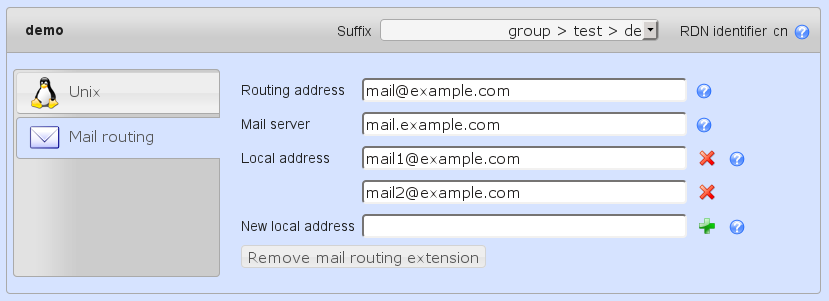 demo
Suffix group > test > de RDN identifier cn
Unix
Mail routing
Routing address mail@example.com
Mail server mail.example.com
Local address mail1@example.com
mail2@example.com
New local address
Remove mail routing extension